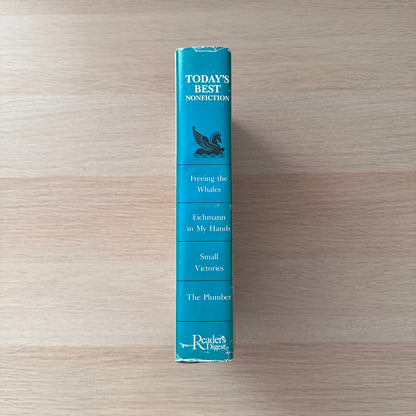 TODAY'S
BEST
NONFICTION
Freeing the
Whales
Eichmann
in My Hands
Small
Victories
The Plumber
Reader's
Digest